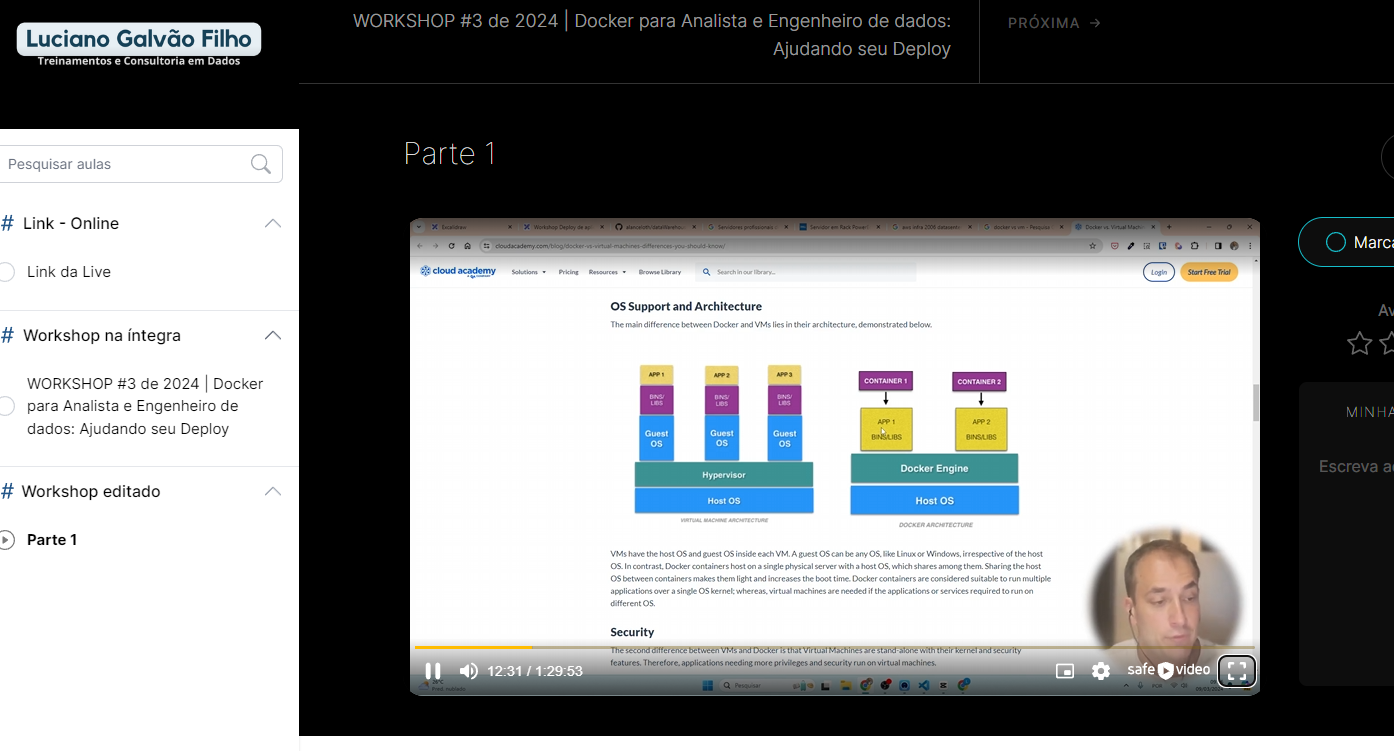 Luciano Galvão Filho
Treinamentos e Consultoria em Dados
WORKSHOP #3 de 2024 | Docker para Analista e Engenheiro de dados:
Ajudando seu Deploy
PRÓXIMA →
Pesquisar aulas
# Link - Online
Link da Live
# Workshop na íntegra
WORKSHOP #3 de 2024 | Docker
para Analista e Engenheiro de
dados: Ajudando seu Deploy
# Workshop editado
Parte 1
Parte 1
Excalidraw
cloudacademy.com/blog/docker-vs-virtual-machines-differences-you-should-know/
cloud academy
Solutions
Pricing
Resources
Browse Library
Search in our library...
Login
Start Free Trial
OS Support and Architecture
The main difference between Docker and VMs lies in their architecture, demonstrated below.
APP 1
APP 2
APP 3
BINS/
LIBS
BINS/
LIBS
BINS/
LIBS
Guest
OS
Guest
OS
Guest
OS
Hypervisor
Host OS
VIRTUAL MACHINE ARCHITECTURE
CONTAINER 1
CONTAINER 2
APP 1
BINS/LIBS
APP 2
BINS/LIBS
Docker Engine
Host OS
DOCKER ARCHITECTURE
VMs have the host OS and guest OS inside each VM. A guest OS can be any OS, like Linux or Windows, irrespective of the host
OS. In contrast, Docker containers host on a single physical server with a host OS, which shares among them. Sharing the host
OS between containers makes them light and increases the boot time. Docker containers are considered suitable to run multiple
applications over a single OS kernel; whereas, virtual machines are needed if the applications or services required to run on
different OS.
Security
The second difference between VMs and Docker is that Virtual Machines are stand-alone with their kernel and security
features. Therefore, applications needing more privileges and security run on virtual machines.
12:31 / 1:29:53
safe video
Pesquisar
Marca
Av
MINHA
Escreva a